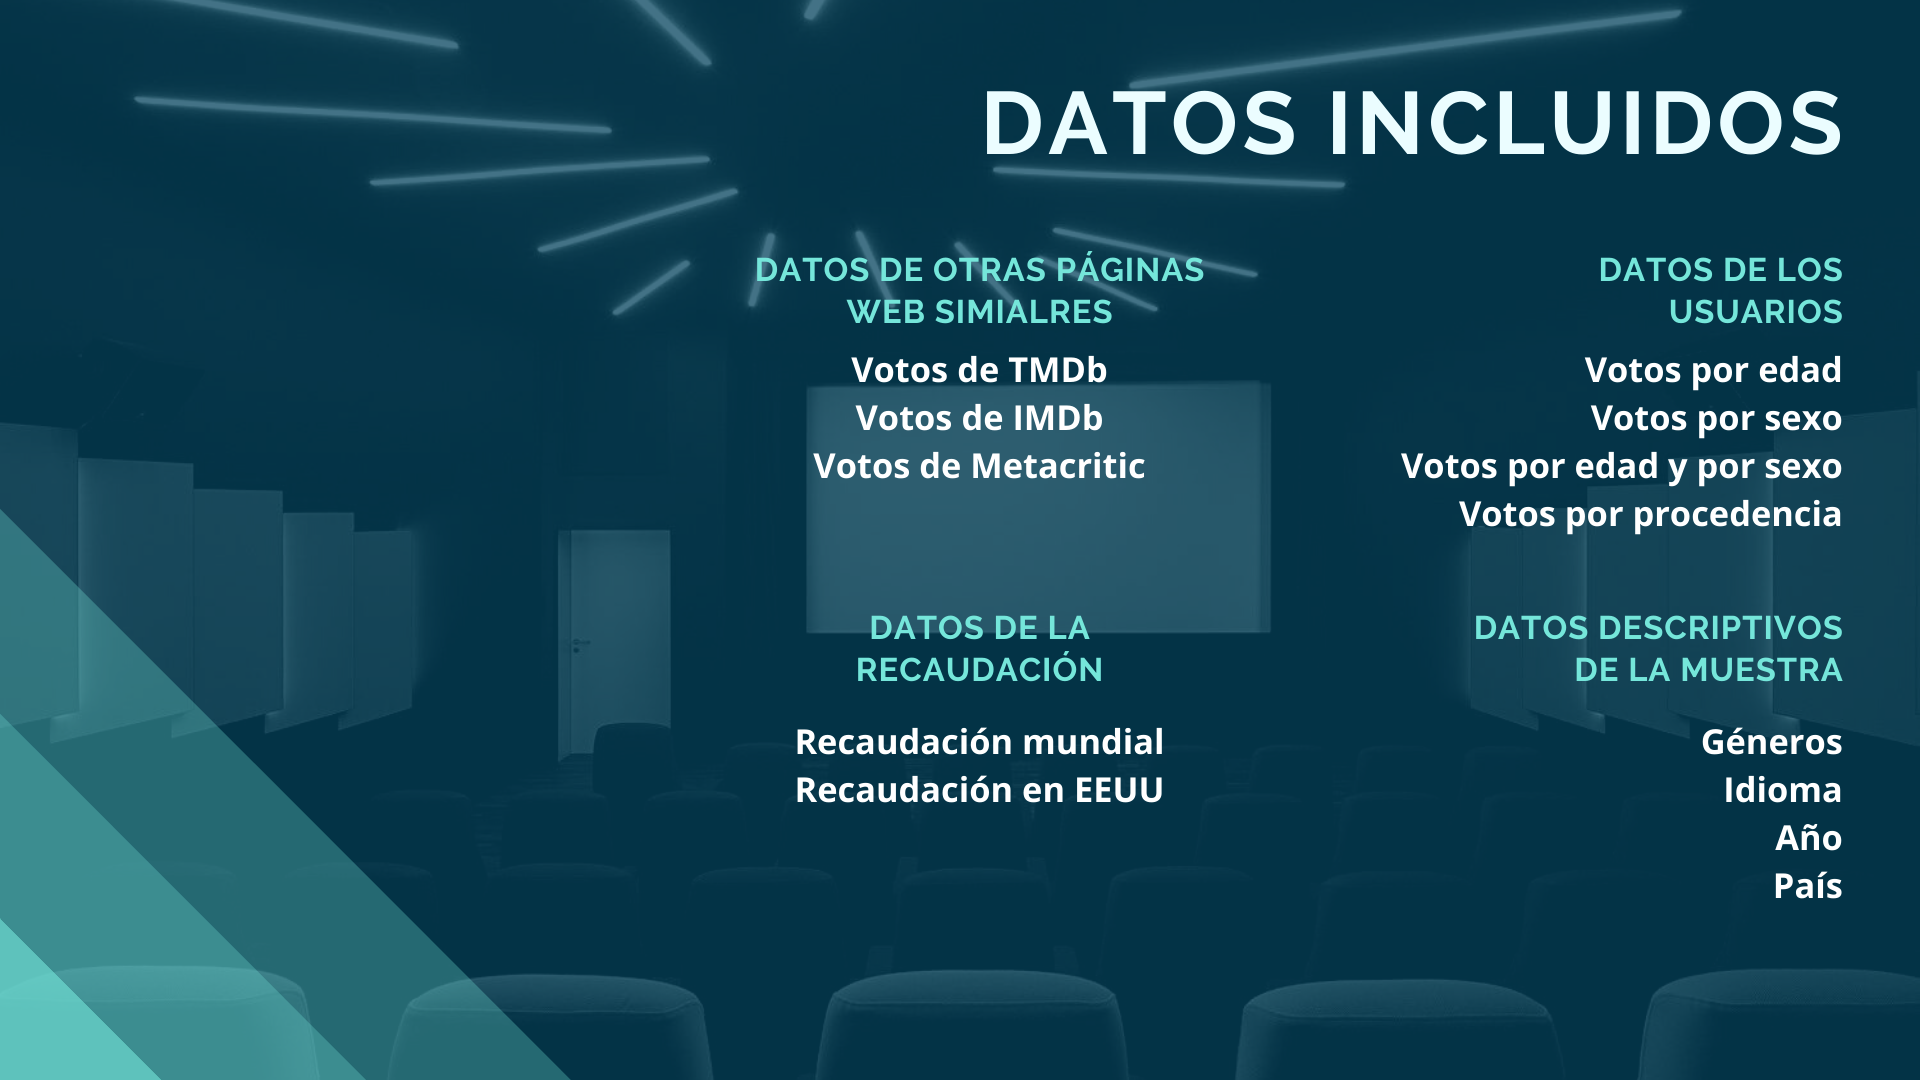 DATOS INCLUIDOS
DATOS DE OTRAS PÁGINAS
WEB SIMIALRES
Votos de TMDb
Votos de IMDb
Votos de Metacritic
DATOS DE LOS
USUARIOS
Votos por edad
Votos por sexo
Votos por edad y por sexo
Votos por procedencia
DATOS DE LA
RECAUDACIÓN
Recaudación mundial
Recaudación en EEUU
DATOS DESCRIPTIVOS
DE LA MUESTRA
Géneros
Idioma
Año
País